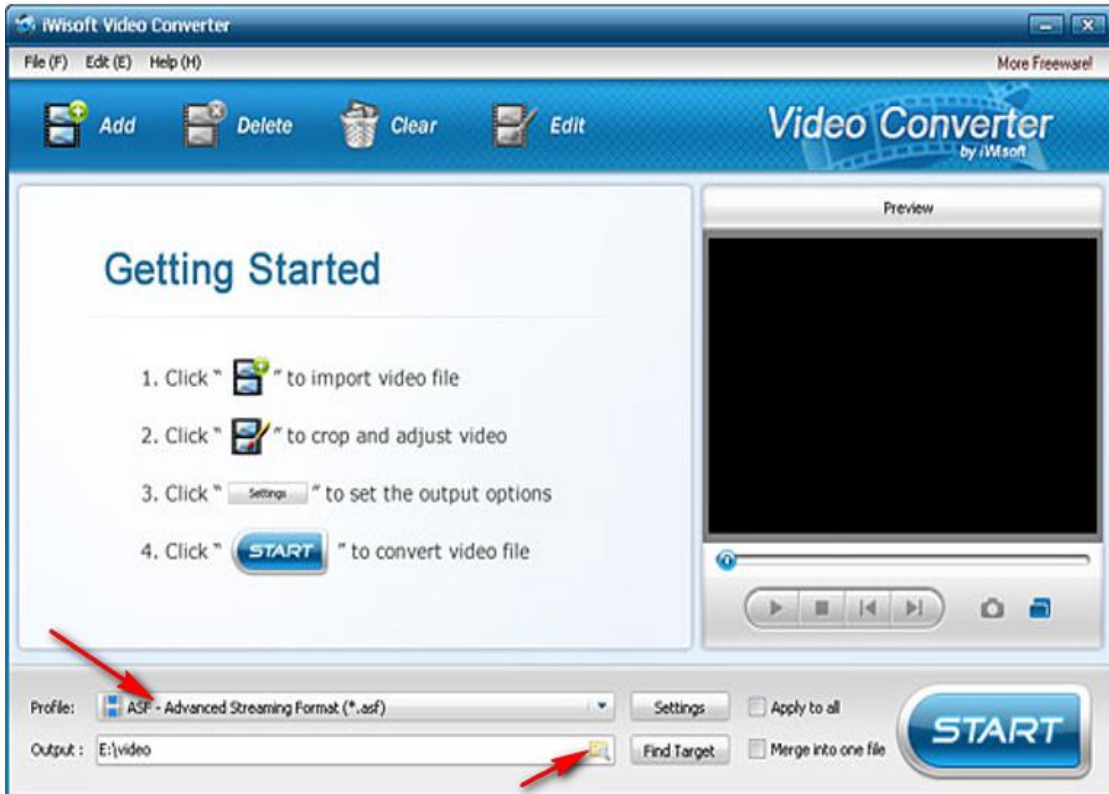 iWisoft Video Converter
File (F) Edit (E) Help (H) More Freeware!
Add Delete Clear Edit
Video Converter
by iWisoft
Preview
Getting Started
1. Click " " to import video file
2. Click " " to crop and adjust video
3. Click " Settings " to set the output options
4. Click " START " to convert video file
Profile: ASF - Advanced Streaming Format (*.asf) Settings Apply to all
START
Output : E:\video Find Target Merge into one file